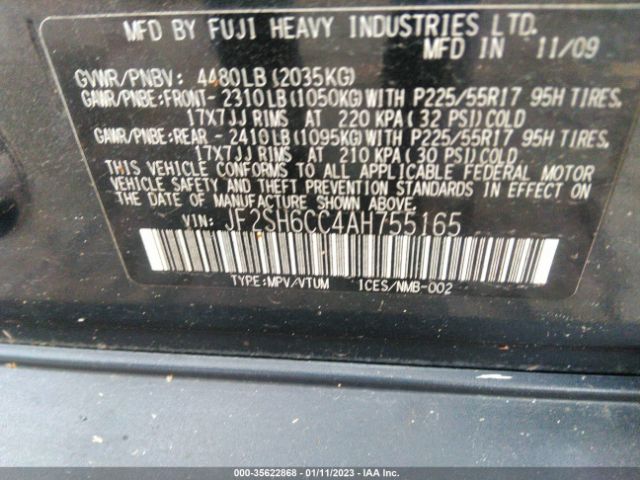 MFD BY FUJI HEAVY INDUSTRIES LTD.
MFD IN 11/09
GVWR/PNBV: 4480LB (2035KG)
GAWR/PNBE:FRONT- 2310LB(1050KG)WITH P225/55R17 95H TIRES.
17X7JJ RIMS AT 220 KPA( 32 PSI)COLD
GAWR/PNBE:REAR - 2410LB(1095KG)WITH P225/55R17 95H TIRES.
17X7JJ RIMS AT 210 KPA( 30 PSI)COLD
THIS VEHICLE CONFORMS TO ALL APPLICABLE FEDERAL MOTOR
VEHICLE SAFETY AND THEFT PREVENTION STANDARDS IN EFFECT ON
THE DATE OF MANUFACTURE SHOWN ABOVE.
VIN: JF2SH6CC4AH755165
TYPE:MPV/VTUM ICES/NMB-002
000-35622868 - 01/11/2023 - IAA Inc.